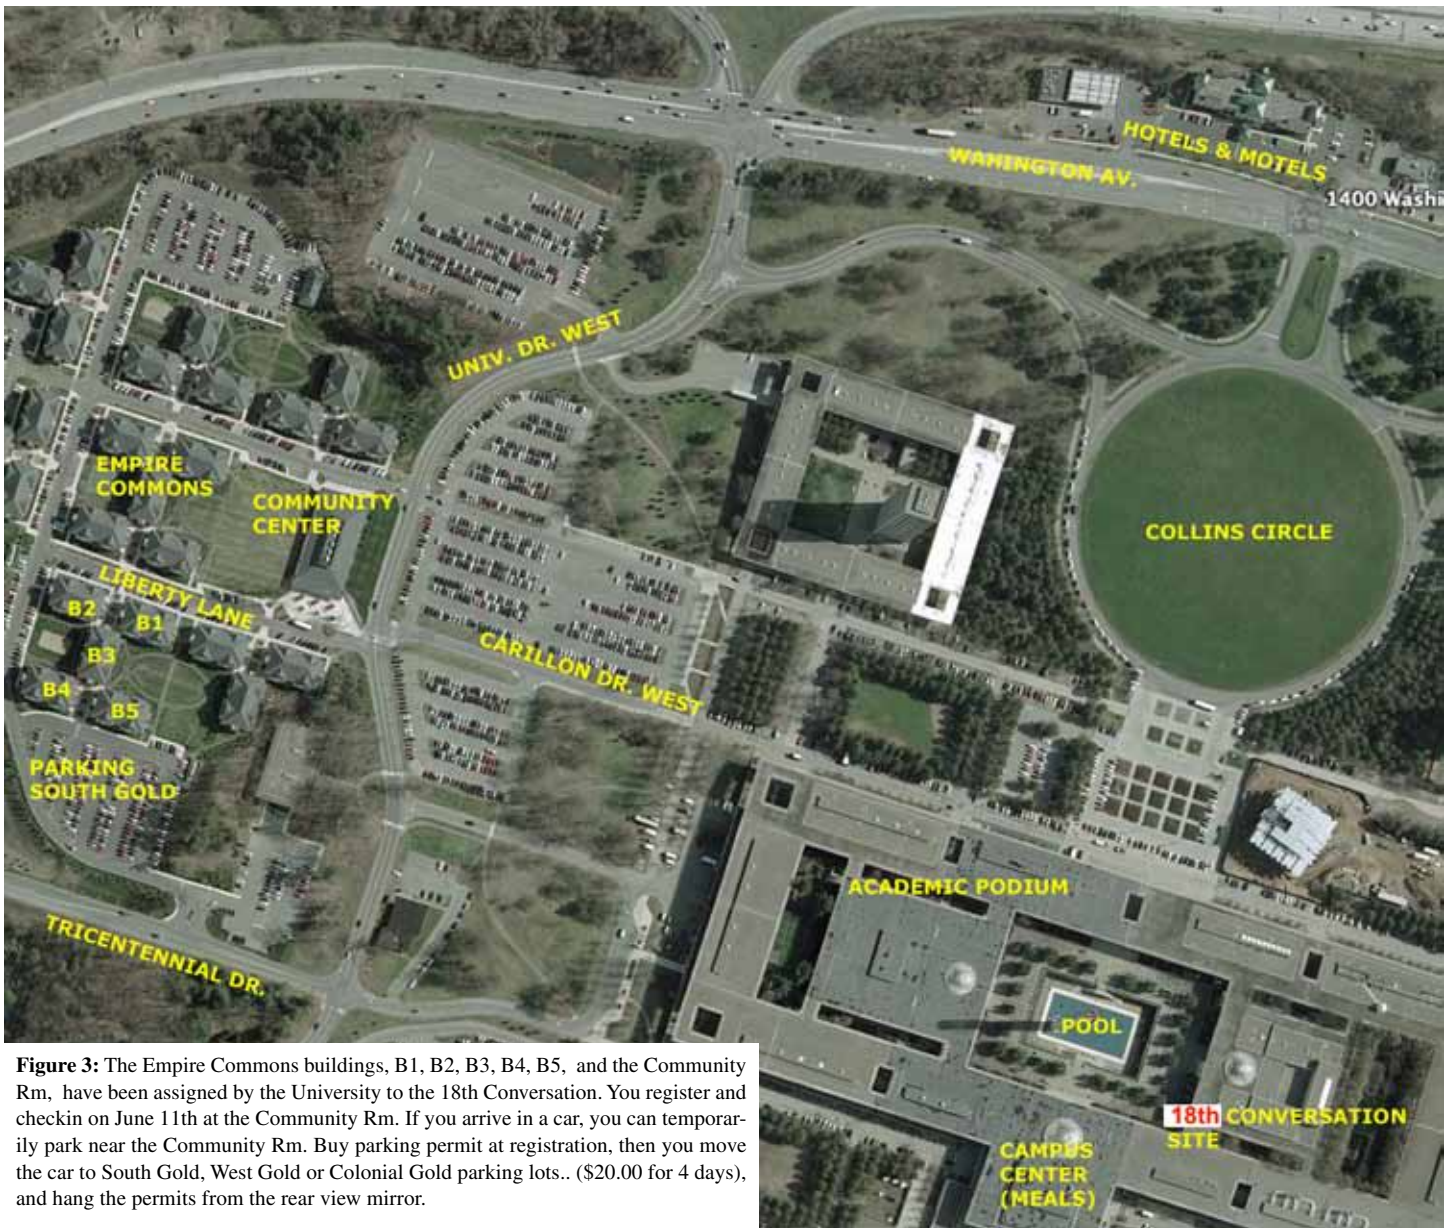 HOTELS & MOTELS
WAHINGTON AV.
1400 Washi
UNIV. DR. WEST
EMPIRE
COMMONS
COMMUNITY
CENTER
COLLINS CIRCLE
LIBERTY LANE
B2
B1
B3
B4
B5
CARILLON DR. WEST
PARKING
SOUTH GOLD
ACADEMIC PODIUM
TRICENTENNIAL DR.
POOL
18th CONVERSATION
SITE
CAMPUS
CENTER
(MEALS)
Figure 3: The Empire Commons buildings, B1, B2, B3, B4, B5, and the Community
Rm, have been assigned by the University to the 18th Conversation. You register and
checkin on June 11th at the Community Rm. If you arrive in a car, you can temporar-
ily park near the Community Rm. Buy parking permit at registration, then you move
the car to South Gold, West Gold or Colonial Gold parking lots.. ($20.00 for 4 days),
and hang the permits from the rear view mirror.